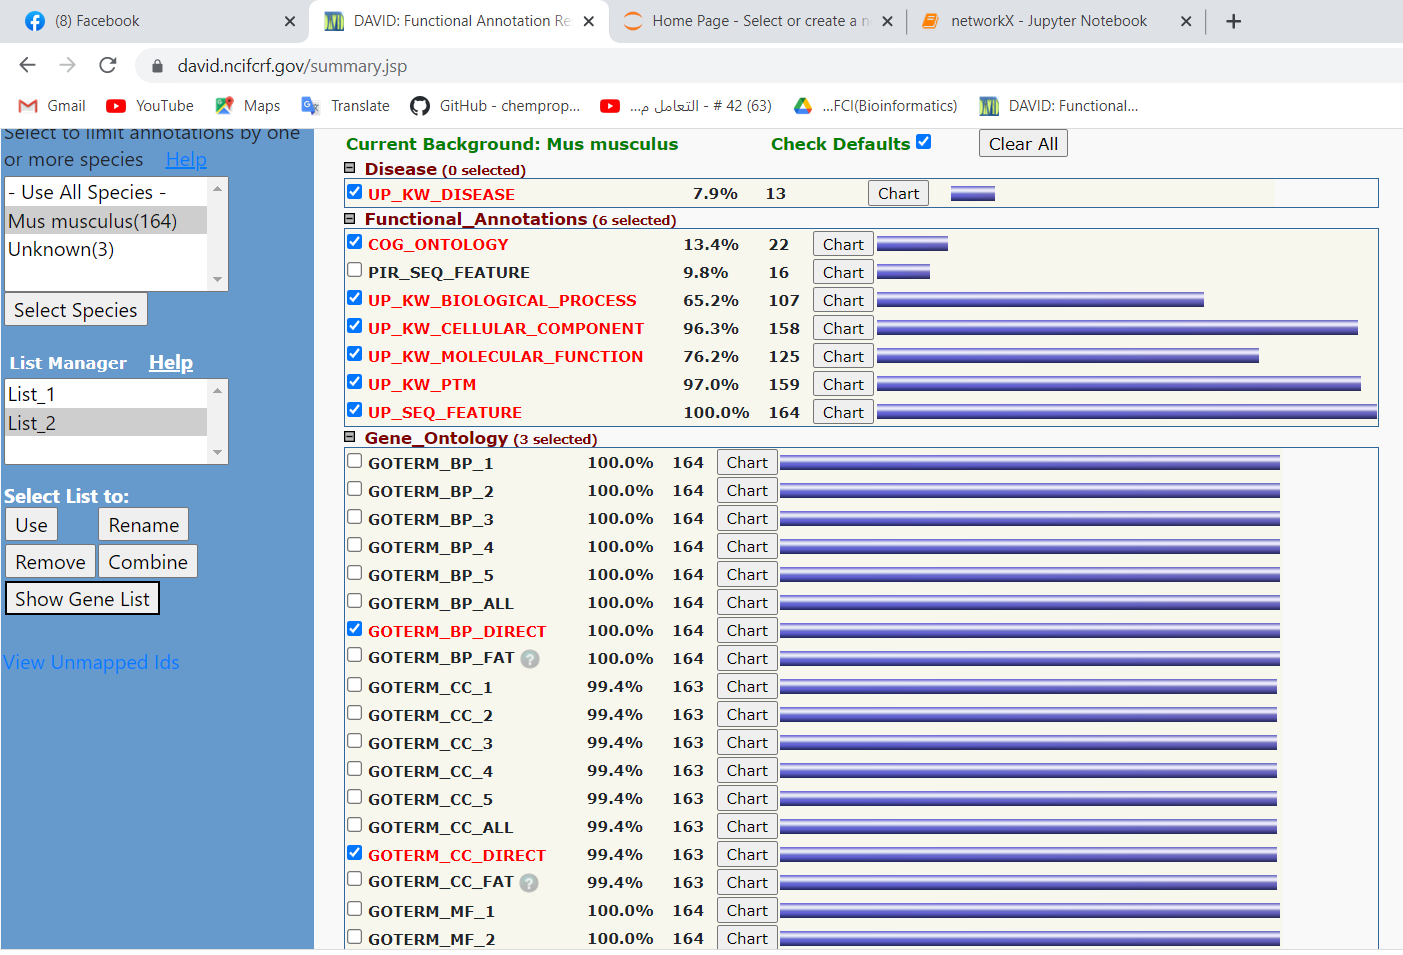 (8) Facebook
DAVID: Functional Annotation Re
Home Page - Select or create a n
networkX - Jupyter Notebook
david.ncifcrf.gov/summary.jsp
Gmail
YouTube
Maps
Translate
GitHub - chemprop...
(63) 42 # - التعامل م...
...FCI(Bioinformatics)
DAVID: Functional...
Select to limit annotations by one
or more species Help
- Use All Species -
Mus musculus(164)
Unknown(3)
Select Species
List Manager Help
List_1
List_2
Select List to:
Use Rename
Remove Combine
Show Gene List
View Unmapped Ids
Current Background: Mus musculus Check Defaults Clear All
Disease (0 selected)
UP_KW_DISEASE 7.9% 13 Chart
Functional_Annotations (6 selected)
COG_ONTOLOGY 13.4% 22 Chart
PIR_SEQ_FEATURE 9.8% 16 Chart
UP_KW_BIOLOGICAL_PROCESS 65.2% 107 Chart
UP_KW_CELLULAR_COMPONENT 96.3% 158 Chart
UP_KW_MOLECULAR_FUNCTION 76.2% 125 Chart
UP_KW_PTM 97.0% 159 Chart
UP_SEQ_FEATURE 100.0% 164 Chart
Gene_Ontology (3 selected)
GOTERM_BP_1 100.0% 164 Chart
GOTERM_BP_2 100.0% 164 Chart
GOTERM_BP_3 100.0% 164 Chart
GOTERM_BP_4 100.0% 164 Chart
GOTERM_BP_5 100.0% 164 Chart
GOTERM_BP_ALL 100.0% 164 Chart
GOTERM_BP_DIRECT 100.0% 164 Chart
GOTERM_BP_FAT ? 100.0% 164 Chart
GOTERM_CC_1 99.4% 163 Chart
GOTERM_CC_2 99.4% 163 Chart
GOTERM_CC_3 99.4% 163 Chart
GOTERM_CC_4 99.4% 163 Chart
GOTERM_CC_5 99.4% 163 Chart
GOTERM_CC_ALL 99.4% 163 Chart
GOTERM_CC_DIRECT 99.4% 163 Chart
GOTERM_CC_FAT ? 99.4% 163 Chart
GOTERM_MF_1 100.0% 164 Chart
GOTERM_MF_2 100.0% 164 Chart